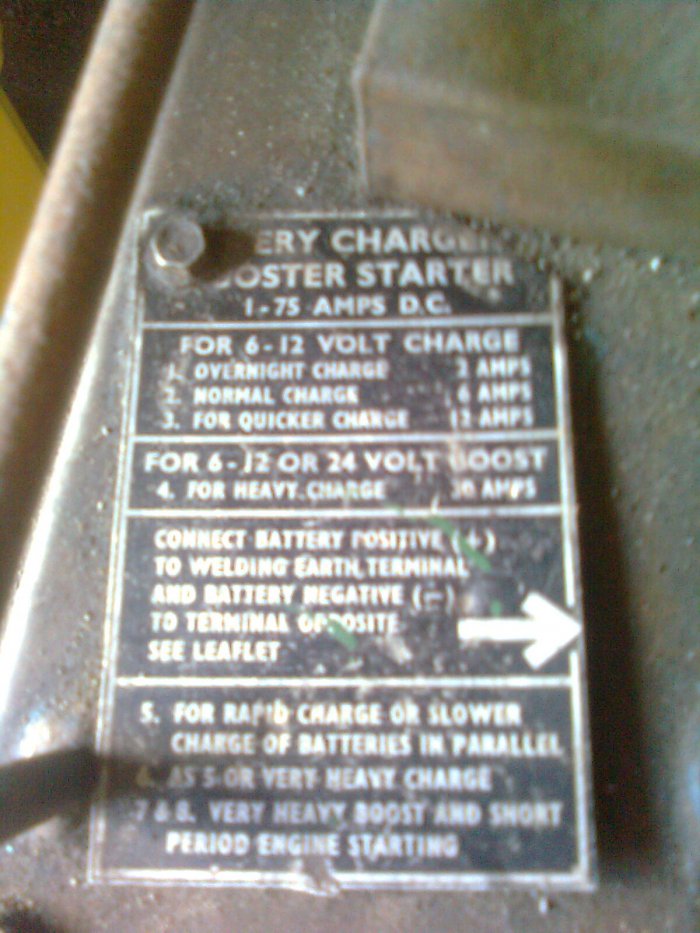 ERY CHARGE
OOSTER STARTER
1-75 AMPS D.C.
FOR 6-12 VOLT CHARGE
1. OVERNIGHT CHARGE 3 AMPS
2. NORMAL CHARGE 6 AMPS
3. FOR QUICKER CHARGE 12 AMPS
FOR 6-12 OR 24 VOLT BOOST
4. FOR HEAVY CHARGE 30 AMPS
CONNECT BATTERY POSITIVE (+)
TO WELDING EARTH TERMINAL
AND BATTERY NEGATIVE (—)
TO TERMINAL OPPOSITE
SEE LEAFLET
5. FOR RAPID CHARGE OR SLOWER
CHARGE OF BATTERIES IN PARALLEL
6. AS 5 OR VERY HEAVY CHARGE
7 & 8. VERY HEAVY BOOST AND SHORT
PERIOD ENGINE STARTING